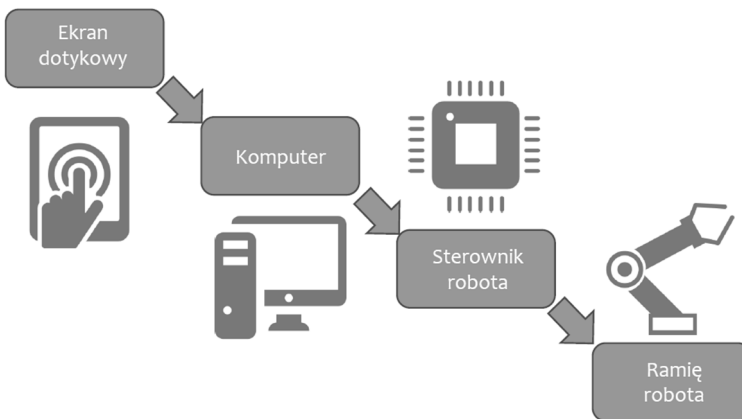 Ekran
dotykowy
Komputer
Sterownik
robota
Ramię
robota